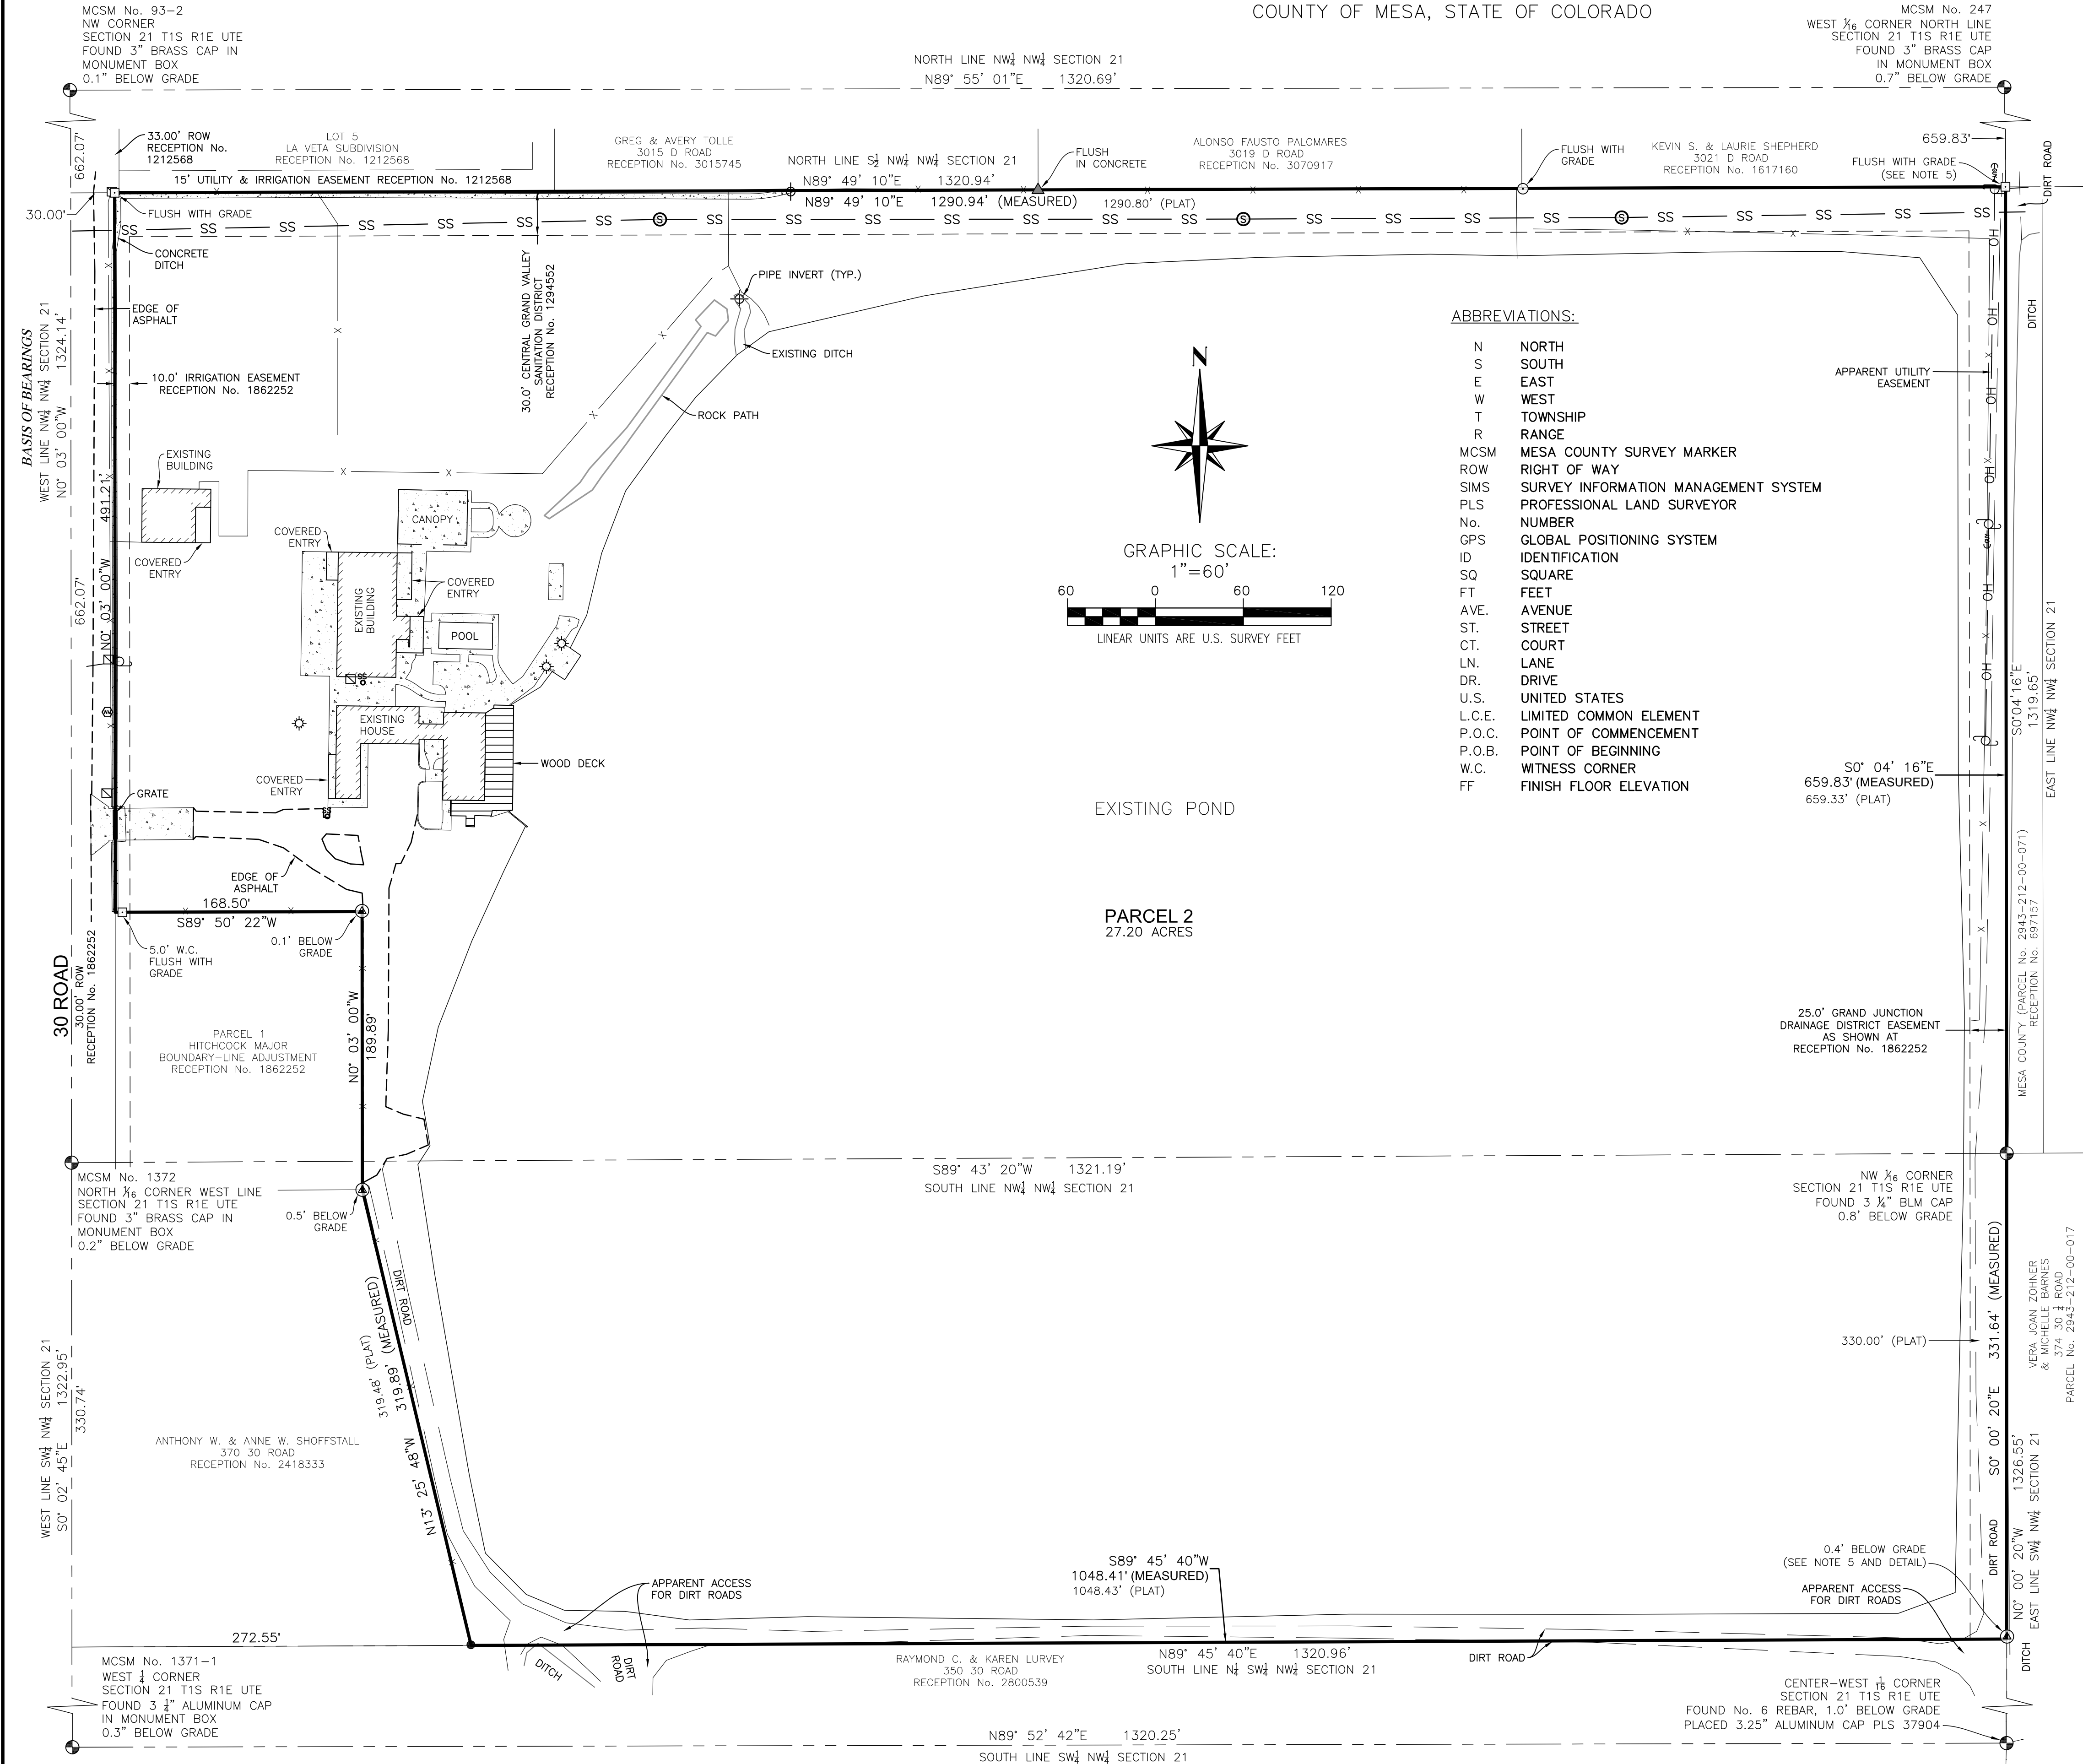 COUNTY OF MESA, STATE OF COLORADO
MCSM No. 93-2
NW CORNER
SECTION 21 T1S R1E UTE
FOUND 3" BRASS CAP IN
MONUMENT BOX
0.1" BELOW GRADE
NORTH LINE NW¼ NW¼ SECTION 21
N89° 55' 01"E 1320.69'
MCSM No. 247
WEST 1/16 CORNER NORTH LINE
SECTION 21 T1S R1E UTE
FOUND 3" BRASS CAP
IN MONUMENT BOX
0.7" BELOW GRADE
662.07'
33.00' ROW
RECEPTION No.
1212568
LOT 5
LA VETA SUBDIVISION
RECEPTION No. 1212568
GREG & AVERY TOLLE
3015 D ROAD
RECEPTION No. 3015745
NORTH LINE S½ NW¼ NW¼ SECTION 21
N89° 49' 10"E 1320.94'
N89° 49' 10"E 1290.94' (MEASURED)
1290.80' (PLAT)
FLUSH
IN CONCRETE
ALONSO FAUSTO PALOMARES
3019 D ROAD
RECEPTION No. 3070917
FLUSH WITH
GRADE
KEVIN S. & LAURIE SHEPHERD
3021 D ROAD
RECEPTION No. 1617160
659.83'
FLUSH WITH GRADE
(SEE NOTE 5)
DIRT ROAD
15' UTILITY & IRRIGATION EASEMENT RECEPTION No. 1212568
30.00'
FLUSH WITH GRADE
SS SS SS SS SS SS SS S SS SS SS SS SS SS SS S SS SS SS SS S SS SS SS SS SS
CONCRETE
DITCH
EDGE OF
ASPHALT
BASIS OF BEARINGS
WEST LINE NW¼ NW¼ SECTION 21
N0° 03' 00"W 1324.14'
10.0' IRRIGATION EASEMENT
RECEPTION No. 1862252
30.0' CENTRAL GRAND VALLEY
SANITATION DISTRICT
RECEPTION No. 1294552
PIPE INVERT (TYP.)
EXISTING DITCH
ROCK PATH
N
GRAPHIC SCALE:
1"=60'
60 0 60 120
LINEAR UNITS ARE U.S. SURVEY FEET
ABBREVIATIONS:
N NORTH
S SOUTH
E EAST
W WEST
T TOWNSHIP
R RANGE
MCSM MESA COUNTY SURVEY MARKER
ROW RIGHT OF WAY
SIMS SURVEY INFORMATION MANAGEMENT SYSTEM
PLS PROFESSIONAL LAND SURVEYOR
No. NUMBER
GPS GLOBAL POSITIONING SYSTEM
ID IDENTIFICATION
SQ SQUARE
FT FEET
AVE. AVENUE
ST. STREET
CT. COURT
LN. LANE
DR. DRIVE
U.S. UNITED STATES
L.C.E. LIMITED COMMON ELEMENT
P.O.C. POINT OF COMMENCEMENT
P.O.B. POINT OF BEGINNING
W.C. WITNESS CORNER
FF FINISH FLOOR ELEVATION
APPARENT UTILITY
EASEMENT
OH OH OH OH OH OH OH
DITCH
EXISTING
BUILDING
COVERED
ENTRY
491.21'
N0° 03' 00"W
662.07'
COVERED
ENTRY
CANOPY
COVERED
ENTRY
EXISTING
BUILDING
POOL
SS
EXISTING
HOUSE
WOOD DECK
COVERED
ENTRY
GRATE
EXISTING POND
S0° 04' 16"E
659.83' (MEASURED)
659.33' (PLAT)
S0°04'16"E
1319.65'
EAST LINE NW¼ NW¼ SECTION 21
EDGE OF
ASPHALT
168.50'
S89° 50' 22"W
0.1' BELOW
GRADE
5.0' W.C.
FLUSH WITH
GRADE
PARCEL 2
27.20 ACRES
30 ROAD
30.00' ROW
RECEPTION No. 1862252
PARCEL 1
HITCHCOCK MAJOR
BOUNDARY-LINE ADJUSTMENT
RECEPTION No. 1862252
N0° 03' 00"W
189.89'
25.0' GRAND JUNCTION
DRAINAGE DISTRICT EASEMENT
AS SHOWN AT
RECEPTION No. 1862252
MESA COUNTY (PARCEL No. 2943-212-00-071)
RECEPTION No. 697157
MCSM No. 1372
NORTH 1/16 CORNER WEST LINE
SECTION 21 T1S R1E UTE
FOUND 3" BRASS CAP IN
MONUMENT BOX
0.2" BELOW GRADE
0.5' BELOW
GRADE
S89° 43' 20"W 1321.19'
SOUTH LINE NW¼ NW¼ SECTION 21
NW 1/16 CORNER
SECTION 21 T1S R1E UTE
FOUND 3 ¼" BLM CAP
0.8' BELOW GRADE
DIRT ROAD
319.48' (PLAT)
319.89' (MEASURED)
N13° 25' 48"W
WEST LINE SW¼ NW¼ SECTION 21
S0° 02' 45"E 1322.95'
330.74'
ANTHONY W. & ANNE W. SHOFFSTALL
370 30 ROAD
RECEPTION No. 2418333
330.00' (PLAT)
S0° 00' 20"E 331.64' (MEASURED)
VERA JOAN ZOHNER
& MICHELLE BARNES
374 30 ¼ ROAD
PARCEL No. 2943-212-00-017
N0° 00' 20"W 1326.55'
EAST LINE SW¼ NW¼ SECTION 21
DIRT ROAD
0.4' BELOW GRADE
(SEE NOTE 5 AND DETAIL)
APPARENT ACCESS
FOR DIRT ROADS
S89° 45' 40"W
1048.41' (MEASURED)
1048.43' (PLAT)
APPARENT ACCESS
FOR DIRT ROADS
272.55'
DITCH
DIRT
ROAD
RAYMOND C. & KAREN LURVEY
350 30 ROAD
RECEPTION No. 2800539
N89° 45' 40"E 1320.96'
SOUTH LINE N¼ SW¼ NW¼ SECTION 21
DIRT ROAD
DITCH
MCSM No. 1371-1
WEST ¼ CORNER
SECTION 21 T1S R1E UTE
FOUND 3 ¼" ALUMINUM CAP
IN MONUMENT BOX
0.3" BELOW GRADE
CENTER-WEST 1/16 CORNER
SECTION 21 T1S R1E UTE
FOUND No. 6 REBAR, 1.0' BELOW GRADE
PLACED 3.25" ALUMINUM CAP PLS 37904
N89° 52' 42"E 1320.25'
SOUTH LINE SW¼ NW¼ SECTION 21